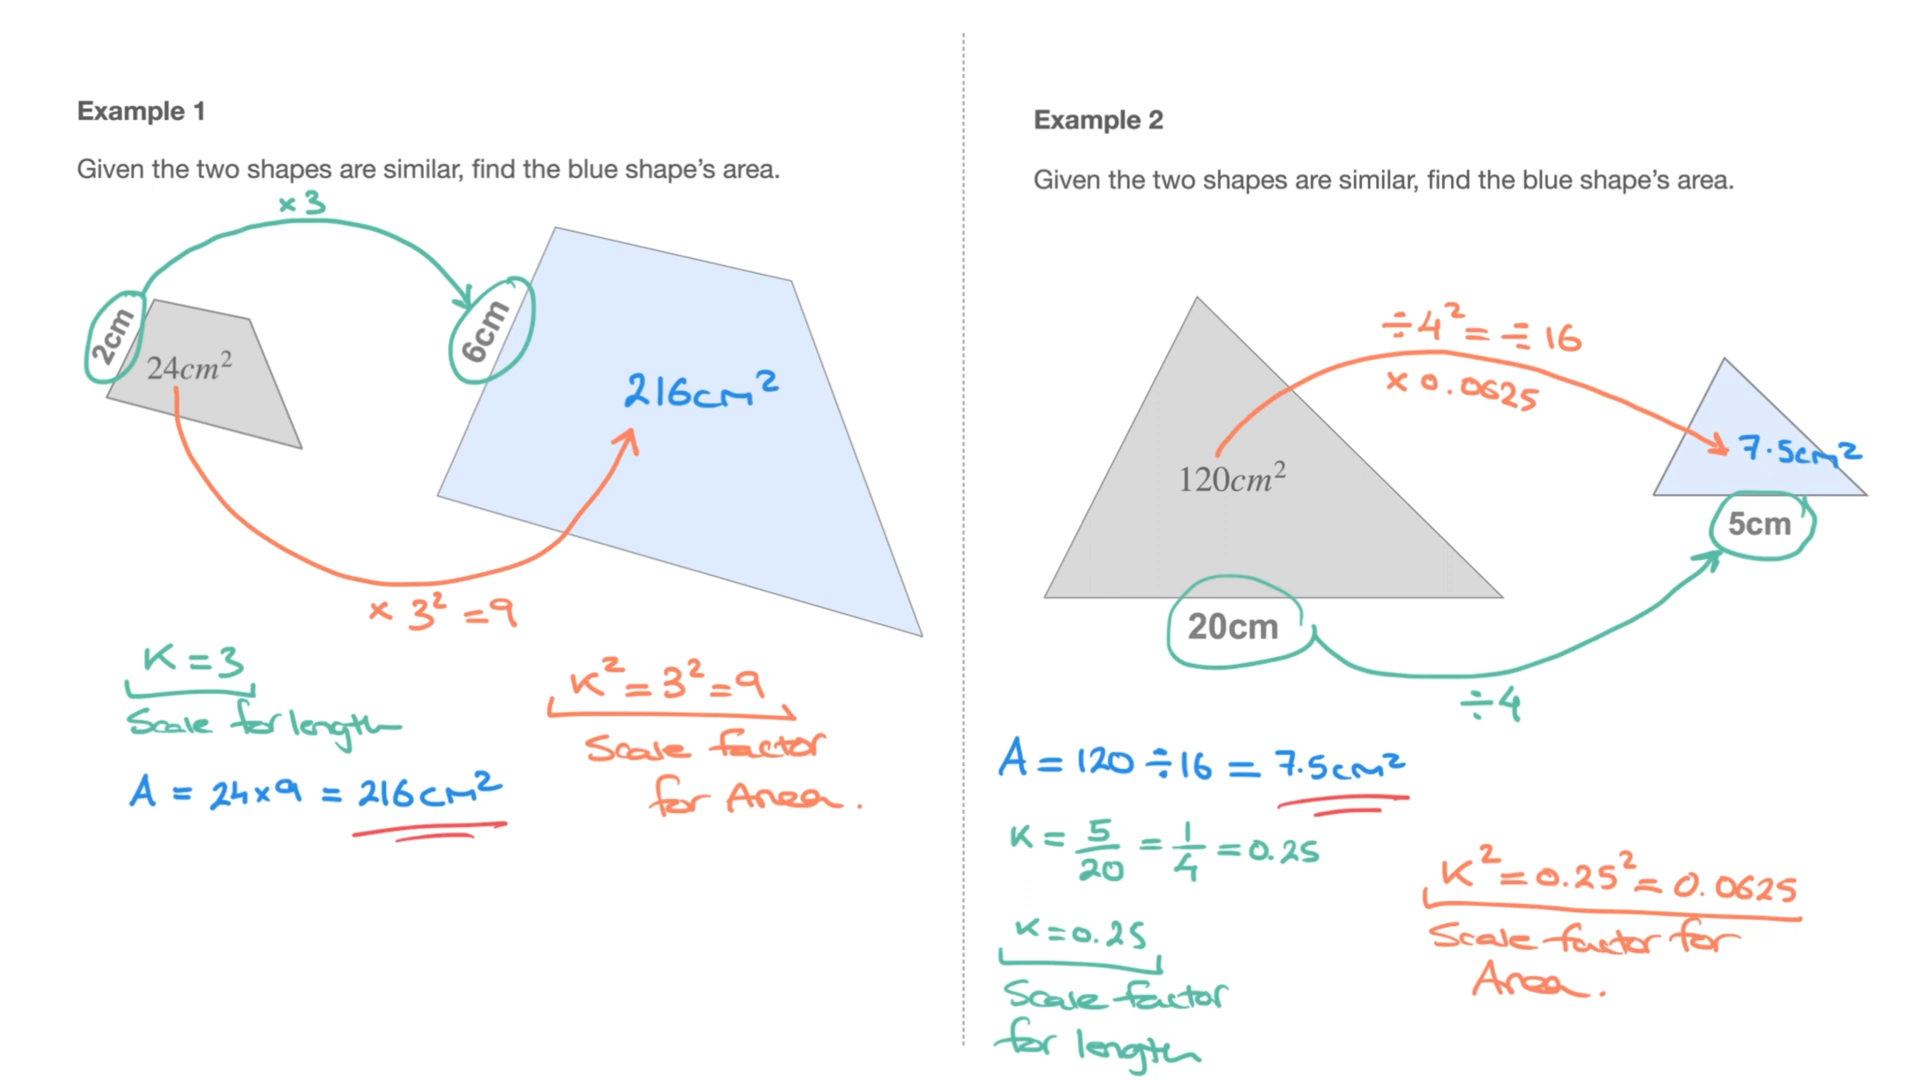 Example 1
Given the two shapes are similar, find the blue shape's area.
× 3
2cm
6cm
24cm²
216cm²
× 3² = 9
K = 3
Scale for length
K² = 3² = 9
Scale factor
for Area.
A = 24 × 9 = 216cm²
Example 2
Given the two shapes are similar, find the blue shape's area.
÷4² = ÷ 16
× 0.0625
120cm²
7.5cm²
5cm
20cm
÷4
A = 120 ÷ 16 = 7.5cm²
K = 5/20 = 1/4 = 0.25
K = 0.25
Scale factor
for length
K² = 0.25² = 0.0625
Scale factor for
Area.